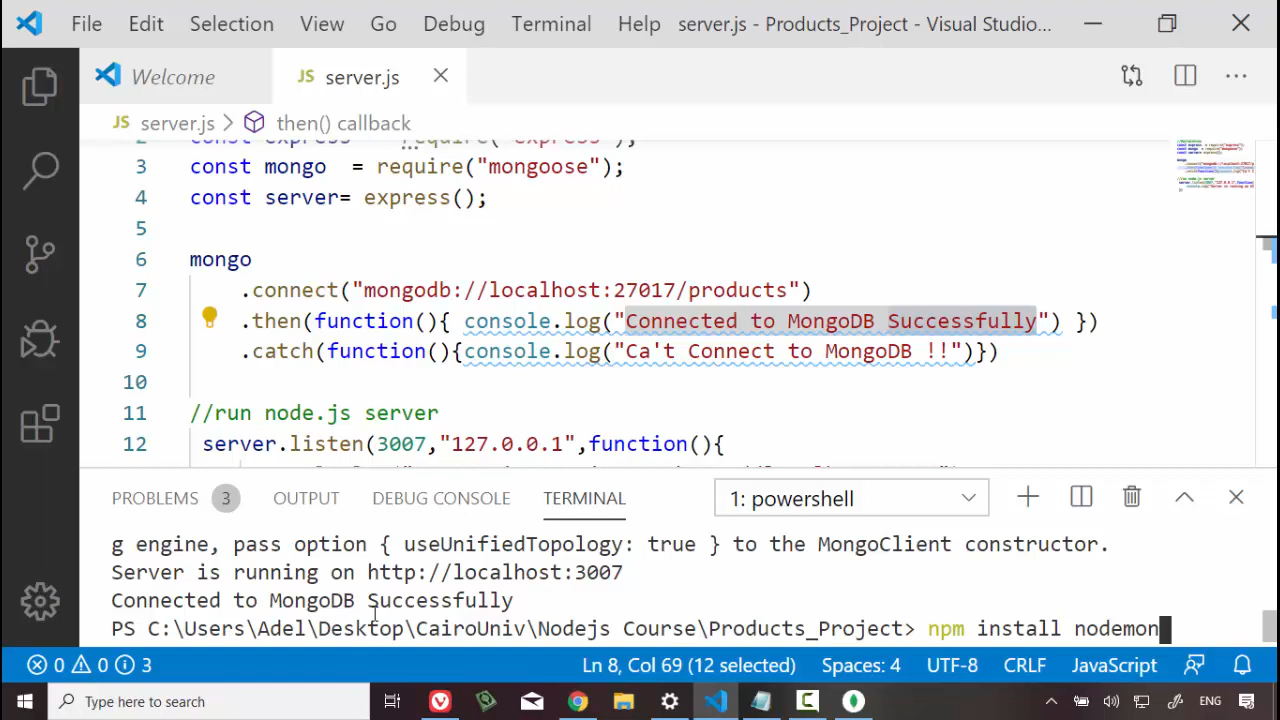 File Edit Selection View Go Debug Terminal Help server.js - Products_Project - Visual Studio...
Welcome JS server.js
JS server.js > then() callback
2 const express = require("express");
3 const mongo = require("mongoose");
4 const server= express();
5
6 mongo
7 .connect("mongodb://localhost:27017/products")
8 .then(function(){ console.log("Connected to MongoDB Successfully") })
9 .catch(function(){console.log("Ca't Connect to MongoDB !!")})
10
11 //run node.js server
12 server.listen(3007,"127.0.0.1",function(){
PROBLEMS 3 OUTPUT DEBUG CONSOLE TERMINAL 1: powershell
g engine, pass option { useUnifiedTopology: true } to the MongoClient constructor.
Server is running on http://localhost:3007
Connected to MongoDB Successfully
PS C:\Users\Adel\Desktop\CairoUniv\Nodejs Course\Products_Project> npm install nodemon
0 0 3 Ln 8, Col 69 (12 selected) Spaces: 4 UTF-8 CRLF JavaScript
Type here to search ENG